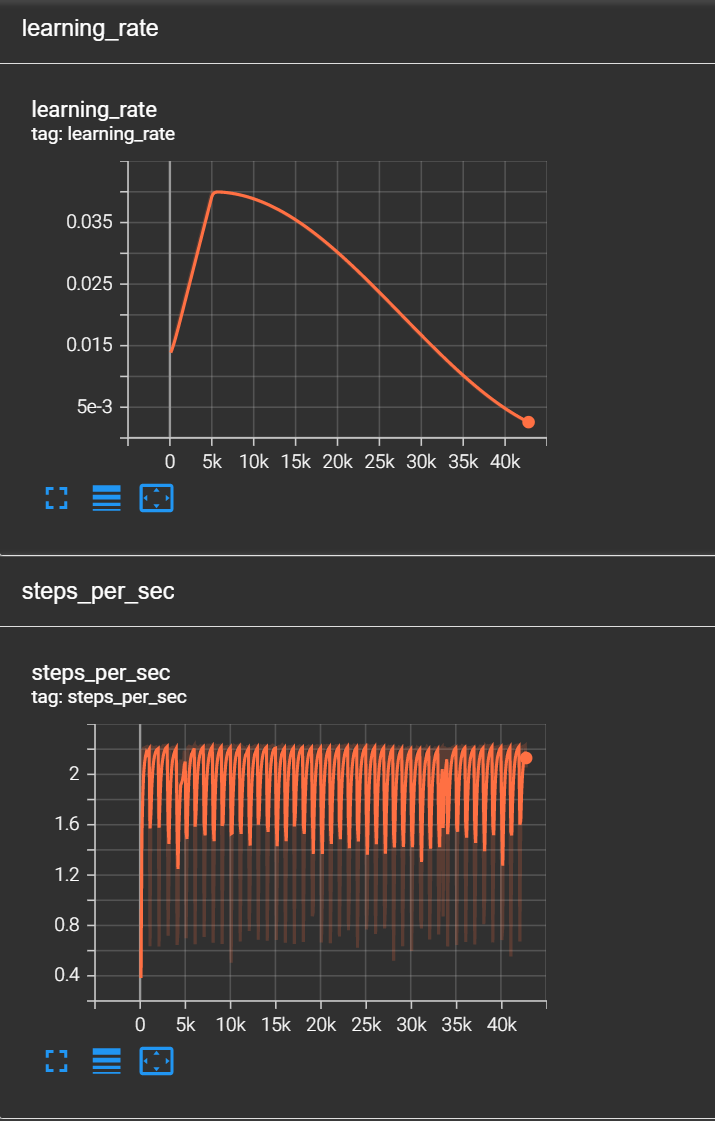 learning_rate
learning_rate
tag: learning_rate
0.035
0.025
0.015
5e-3
0 5k 10k 15k 20k 25k 30k 35k 40k
steps_per_sec
steps_per_sec
tag: steps_per_sec
2
1.6
1.2
0.8
0.4
0 5k 10k 15k 20k 25k 30k 35k 40k